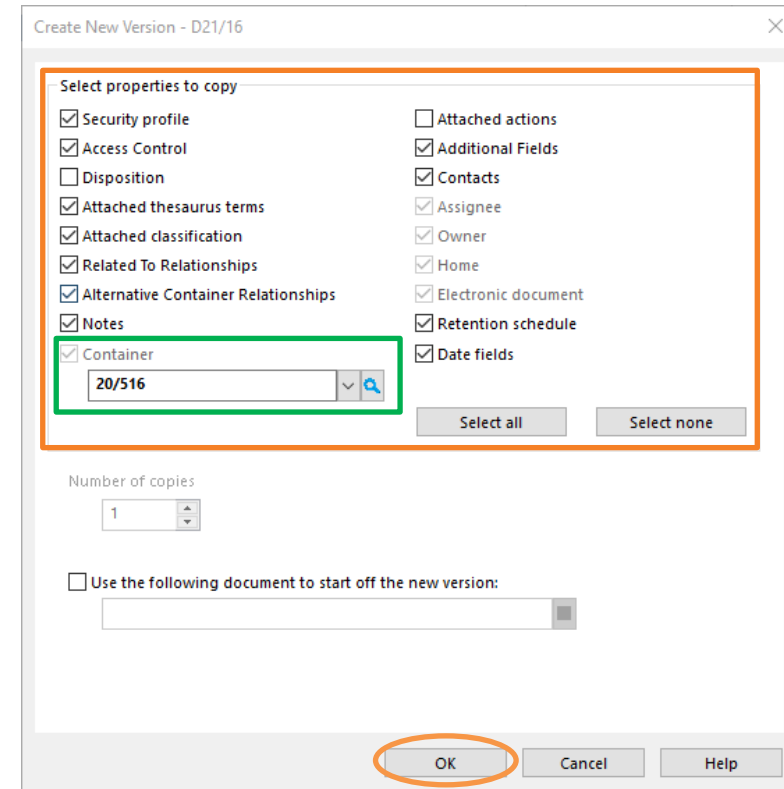 Create New Version - D21/16
Select properties to copy
Security profile
Access Control
Disposition
Attached thesaurus terms
Attached classification
Related To Relationships
Alternative Container Relationships
Notes
Container
20/516
Attached actions
Additional Fields
Contacts
Assignee
Owner
Home
Electronic document
Retention schedule
Date fields
Select all
Select none
Number of copies
1
Use the following document to start off the new version:
OK
Cancel
Help